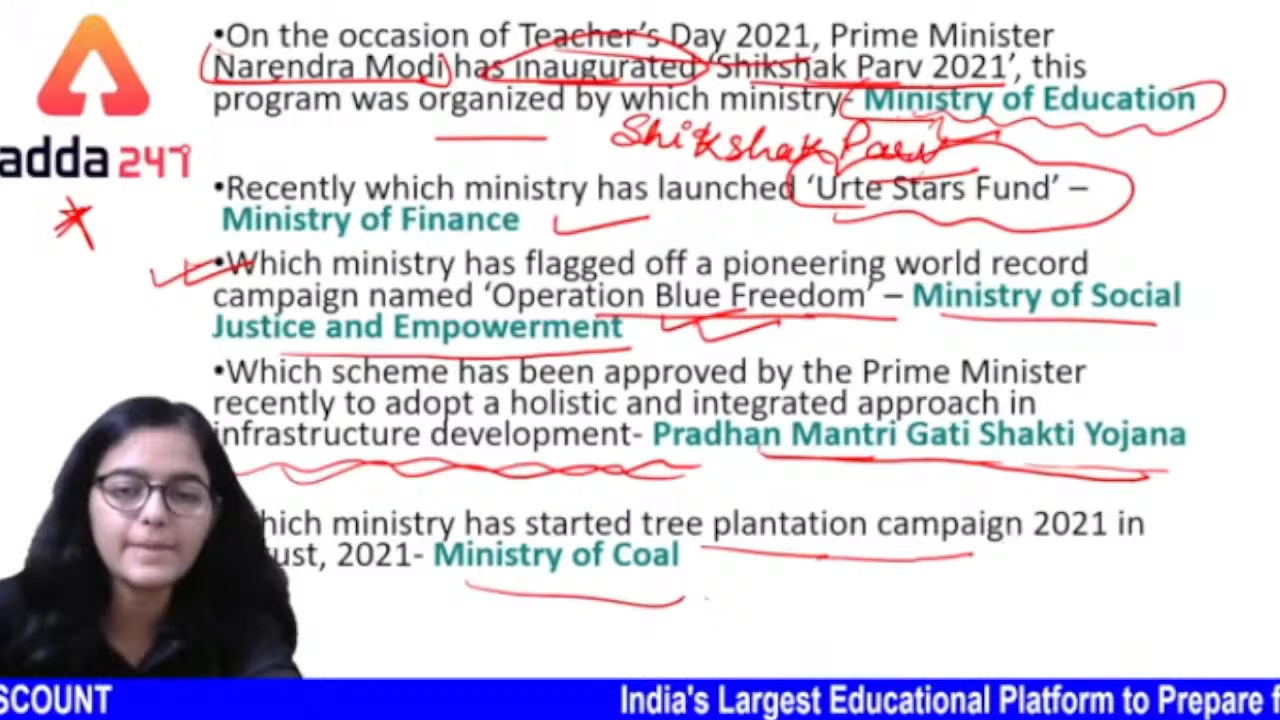 •On the occasion of Teacher's Day 2021, Prime Minister
Narendra Modi has inaugurated 'Shikshak Parv 2021', this
program was organized by which ministry- Ministry of Education
Shikshak Parv
adda 247
•Recently which ministry has launched 'Urte Stars Fund' –
Ministry of Finance
•Which ministry has flagged off a pioneering world record
campaign named 'Operation Blue Freedom' – Ministry of Social
Justice and Empowerment
•Which scheme has been approved by the Prime Minister
recently to adopt a holistic and integrated approach in
infrastructure development- Pradhan Mantri Gati Shakti Yojana
hich ministry has started tree plantation campaign 2021 in
ust, 2021- Ministry of Coal
SCOUNT India's Largest Educational Platform to Prepare f